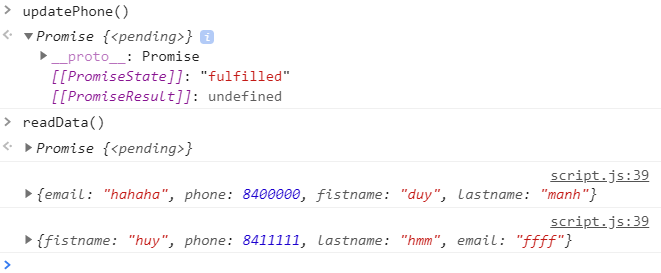 updatePhone()
Promise {<pending>} i
__proto__: Promise
[[PromiseState]]: "fulfilled"
[[PromiseResult]]: undefined
readData()
Promise {<pending>}
script.js:39
{email: "hahaha", phone: 8400000, fistname: "duy", lastname: "manh"}
script.js:39
{fistname: "huy", phone: 8411111, lastname: "hmm", email: "ffff"}